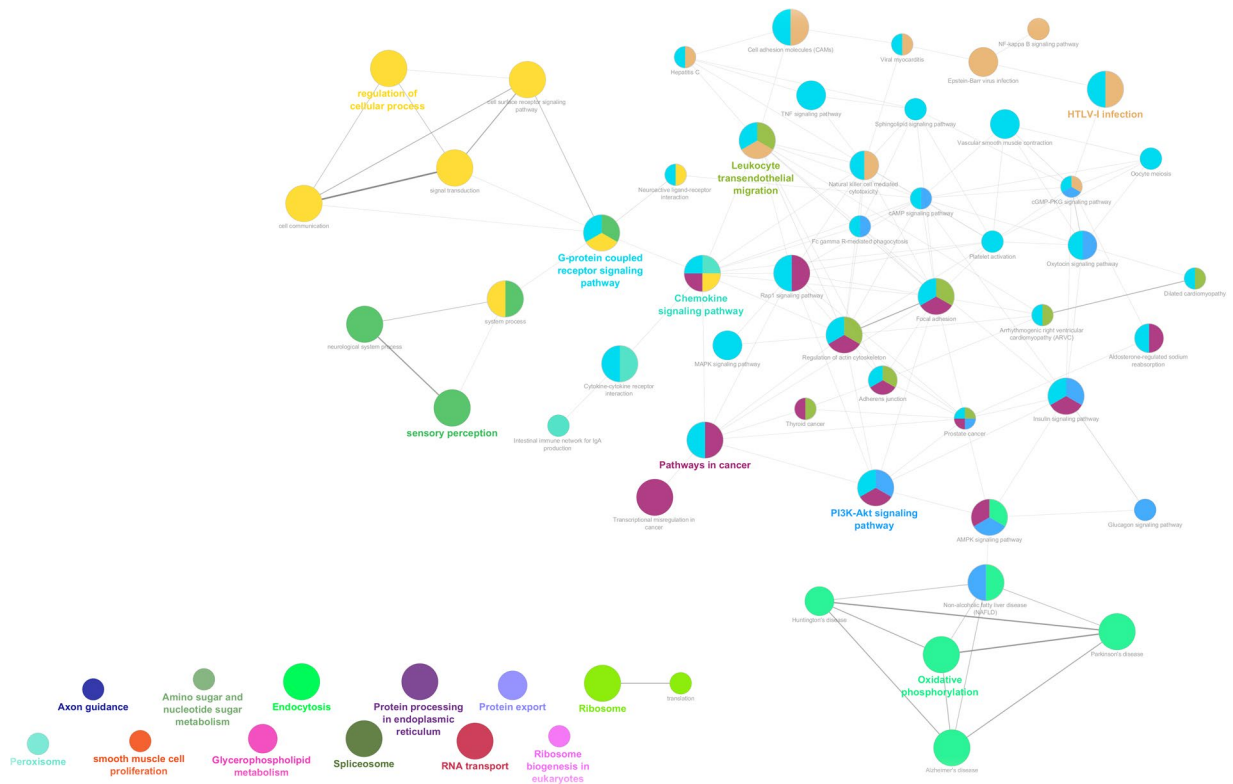 Cell adhesion molecules (CAMs)
NF-kappa B signaling pathway
Viral myocarditis
Hepatitis C
Epstein-Barr virus infection
regulation of
cellular process
cell surface receptor signaling
pathway
HTLV-I infection
TNF signaling pathway
Sphingolipid signaling pathway
Vascular smooth muscle contraction
Leukocyte
transendothelial
migration
Oocyte meiosis
signal transduction
Neuroactive ligand-receptor
interaction
Natural killer cell mediated
cytotoxicity
cGMP-PKG signaling pathway
cAMP signaling pathway
cell communication
Fc gamma R-mediated phagocytosis
G-protein coupled
receptor signaling
pathway
Platelet activation
Oxytocin signaling pathway
Chemokine
signaling pathway
Rap1 signaling pathway
Dilated cardiomyopathy
system process
Focal adhesion
Arrhythmogenic right ventricular
cardiomyopathy (ARVC)
neurological system process
MAPK signaling pathway
Regulation of actin cytoskeleton
Aldosterone-regulated sodium
reabsorption
Cytokine-cytokine receptor
interaction
Adherens junction
Thyroid cancer
Prostate cancer
Insulin signaling pathway
sensory perception
Intestinal immune network for IgA
production
Pathways in cancer
Transcriptional misregulation in
cancer
PI3K-Akt signaling
pathway
AMPK signaling pathway
Glucagon signaling pathway
Non-alcoholic fatty liver disease
(NAFLD)
Huntington's disease
Parkinson's disease
Oxidative
phosphorylation
Alzheimer's disease
Axon guidance
Amino sugar and
nucleotide sugar
metabolism
Endocytosis
Protein processing
in endoplasmic
reticulum
Protein export
Ribosome
translation
Peroxisome
smooth muscle cell
proliferation
Glycerophospholipid
metabolism
Spliceosome
RNA transport
Ribosome
biogenesis in
eukaryotes